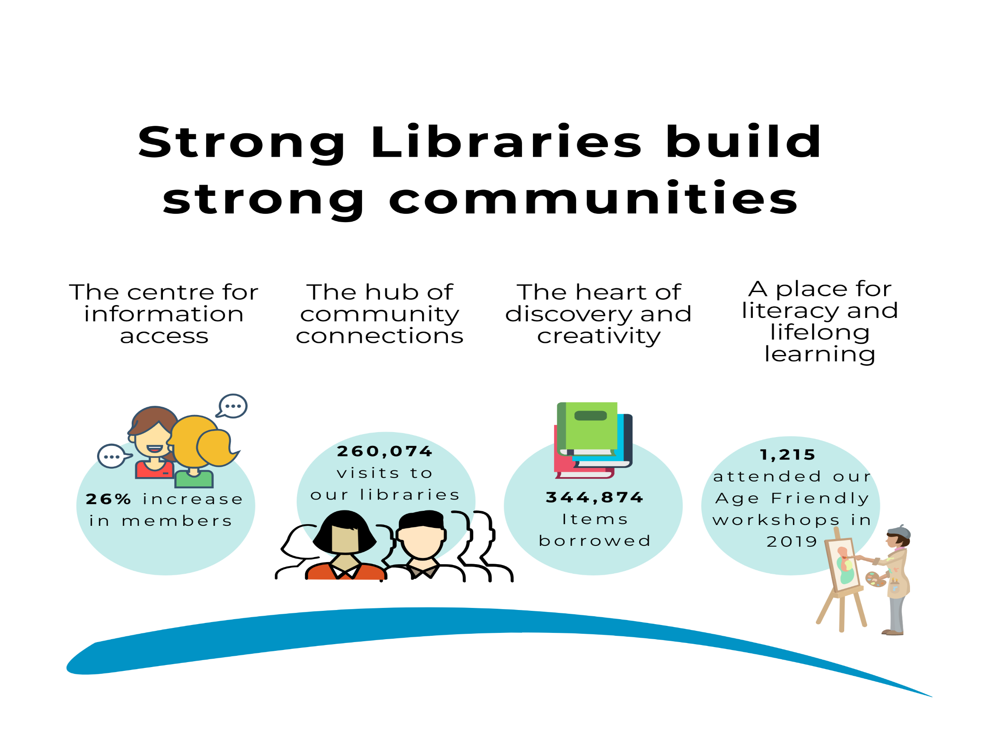 Strong Libraries build
strong communities
The centre for
information
access
The hub of
community
connections
The heart of
discovery and
creativity
A place for
literacy and
lifelong
learning
26% increase
in members
260,074
visits to
our libraries
344,874
Items
borrowed
1,215
attended our
Age Friendly
workshops in
2019